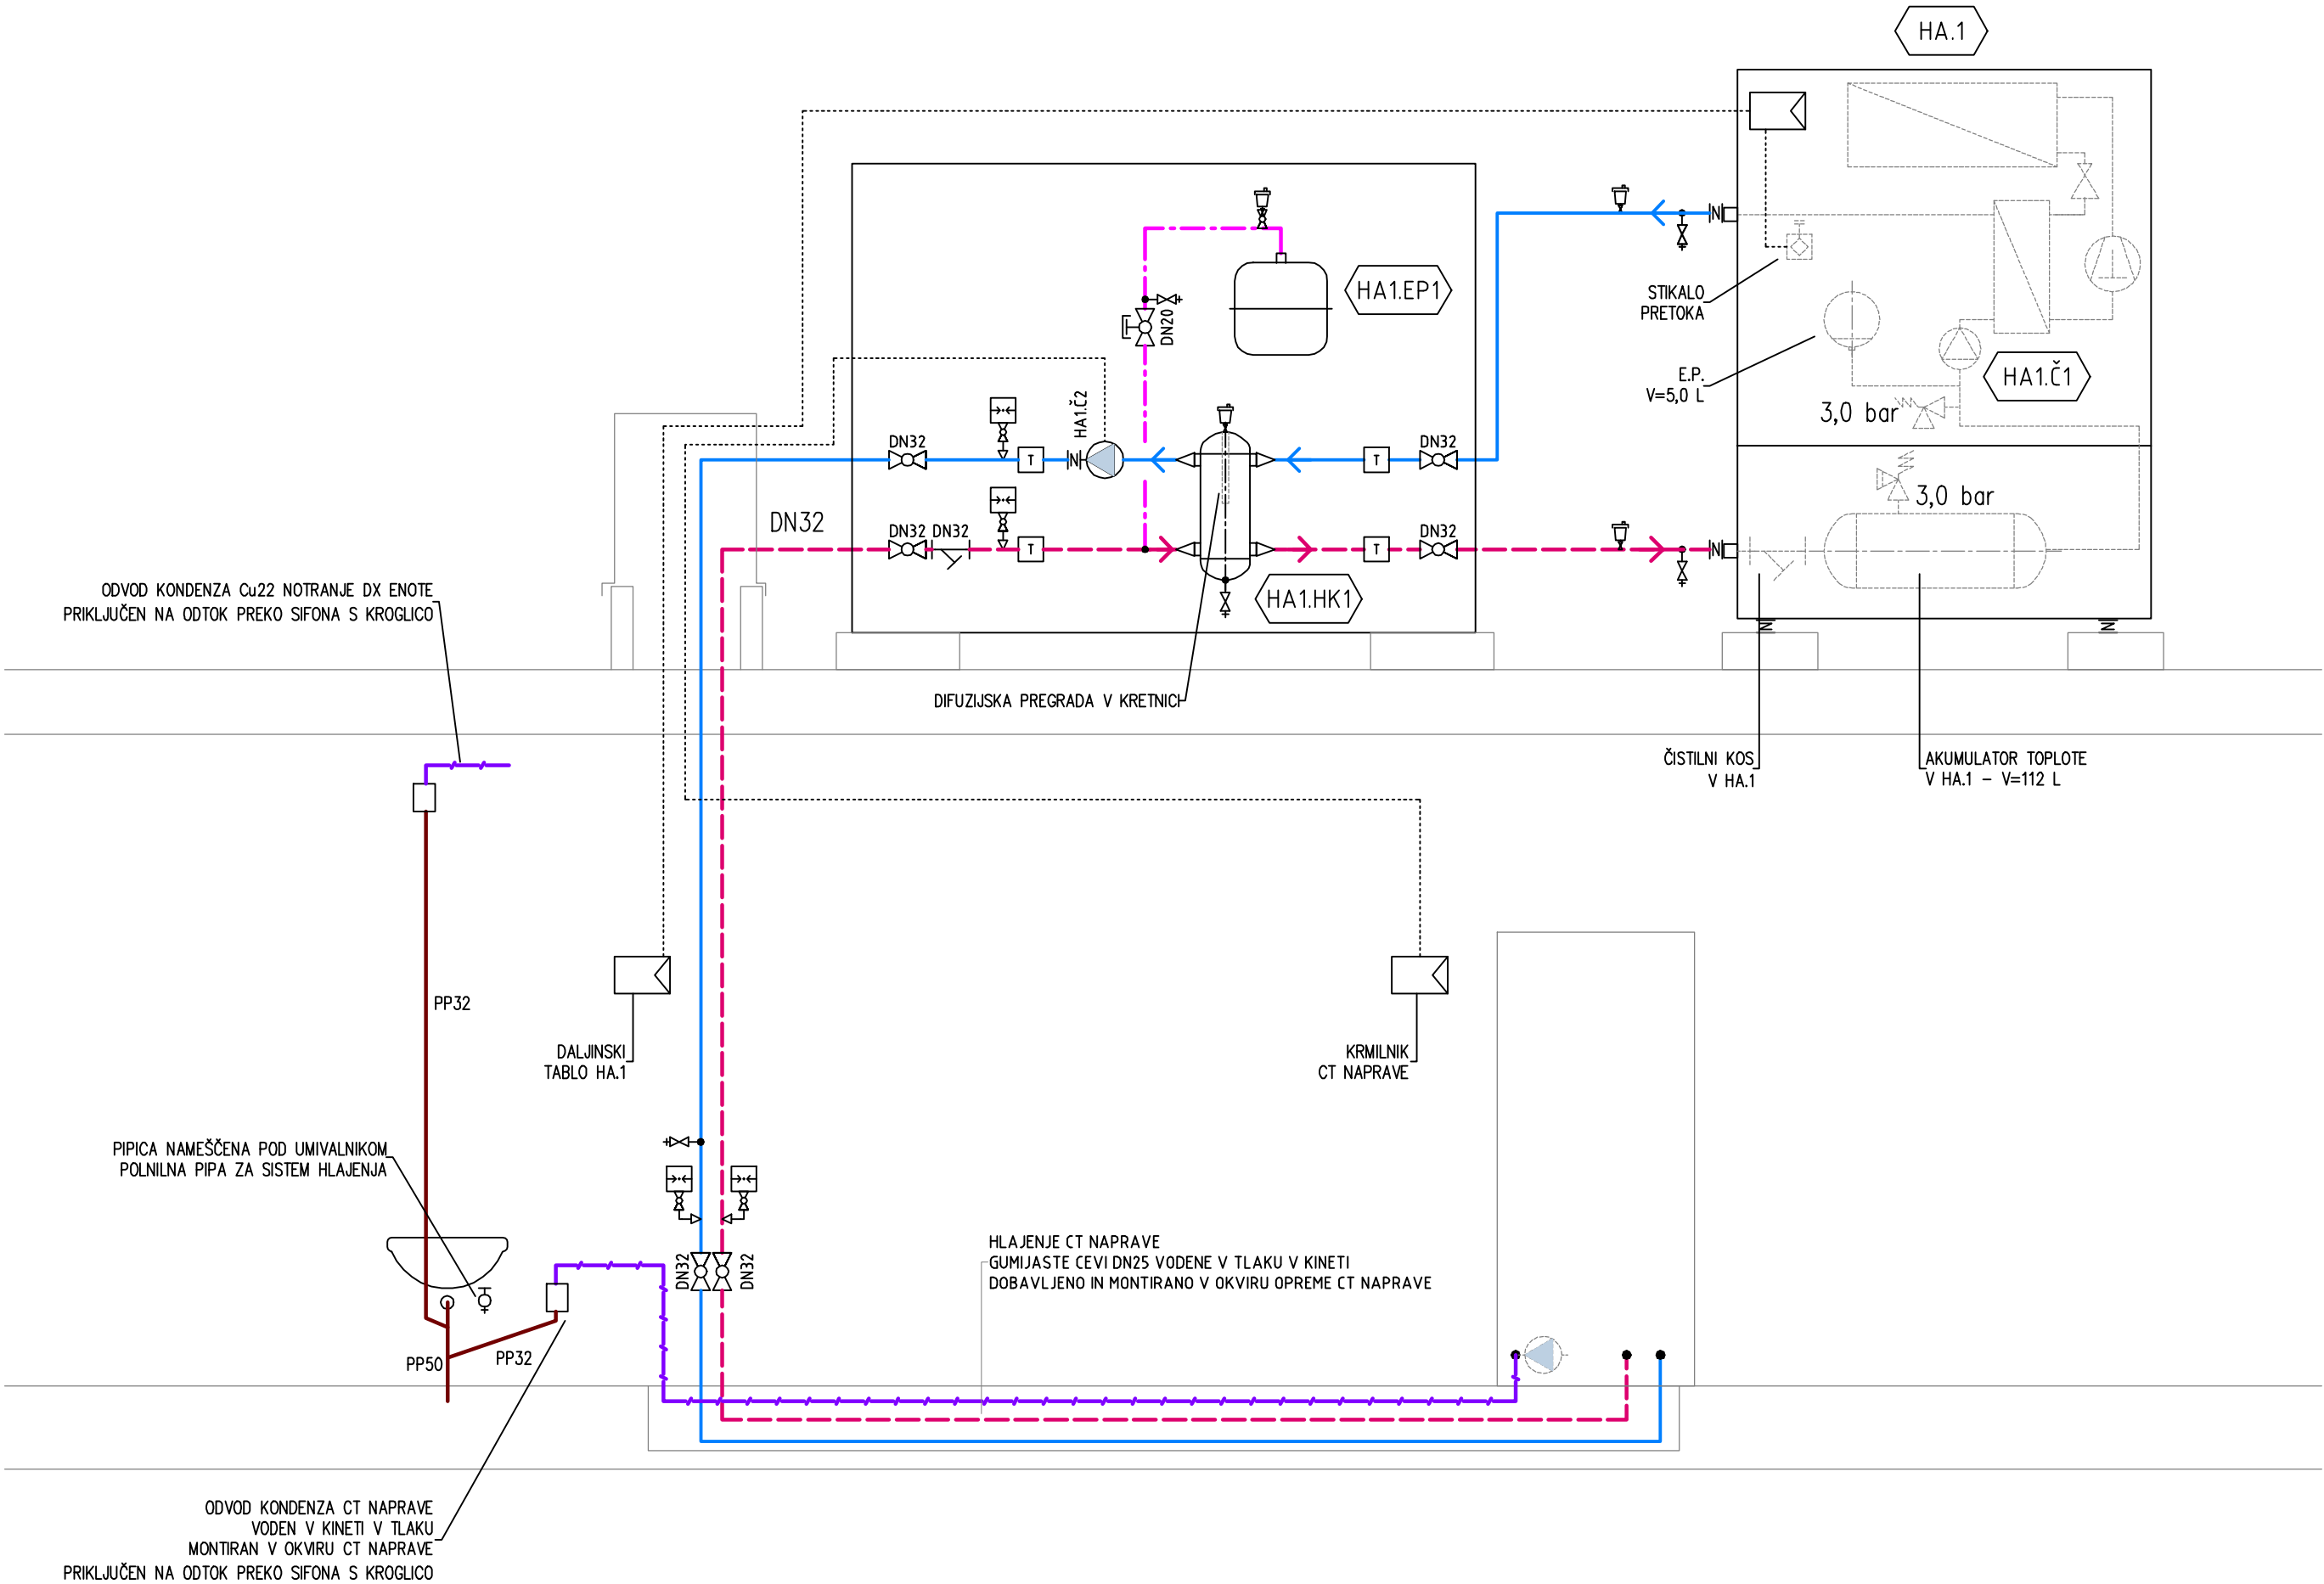 HA.1
HA1.EP1
DN20
STIKALO
PRETOKA
E.P.
V=5,0 L
HA1.Č1
3,0 bar
HA1.Č2
DN32
T
T
DN32
3,0 bar
DN32
DN32
DN32
T
T
DN32
HA1.HK1
ODVOD KONDENZA Cu22 NOTRANJE DX ENOTE
PRIKLJUČEN NA ODTOK PREKO SIFONA S KROGLICO
DIFUZIJSKA PREGRADA V KRETNICI
ČISTILNI KOS
V HA.1
AKUMULATOR TOPLOTE
V HA.1 – V=112 L
PP32
DALJINSKI
TABLO HA.1
KRMILNIK
CT NAPRAVE
PIPICA NAMEŠČENA POD UMIVALNIKOM
POLNILNA PIPA ZA SISTEM HLAJENJA
DN32
DN32
HLAJENJE CT NAPRAVE
GUMIJASTE CEVI DN25 VODENE V TLAKU V KINETI
DOBAVLJENO IN MONTIRANO V OKVIRU OPREME CT NAPRAVE
PP50
PP32
ODVOD KONDENZA CT NAPRAVE
VODEN V KINETI V TLAKU
MONTIRAN V OKVIRU CT NAPRAVE
PRIKLJUČEN NA ODTOK PREKO SIFONA S KROGLICO